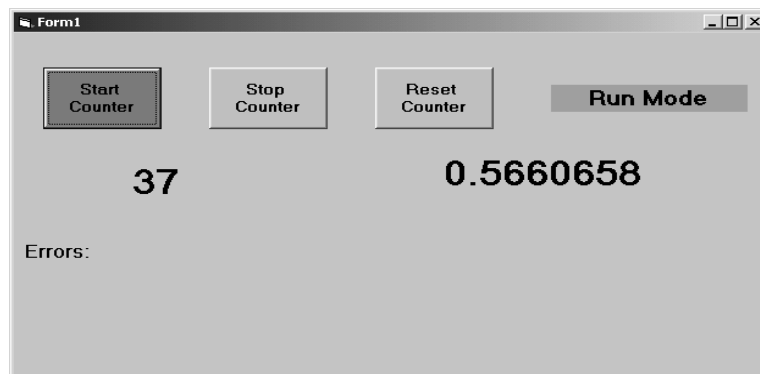 Form1
Start
Counter
Stop
Counter
Reset
Counter
Run Mode
37
0.5660658
Errors: